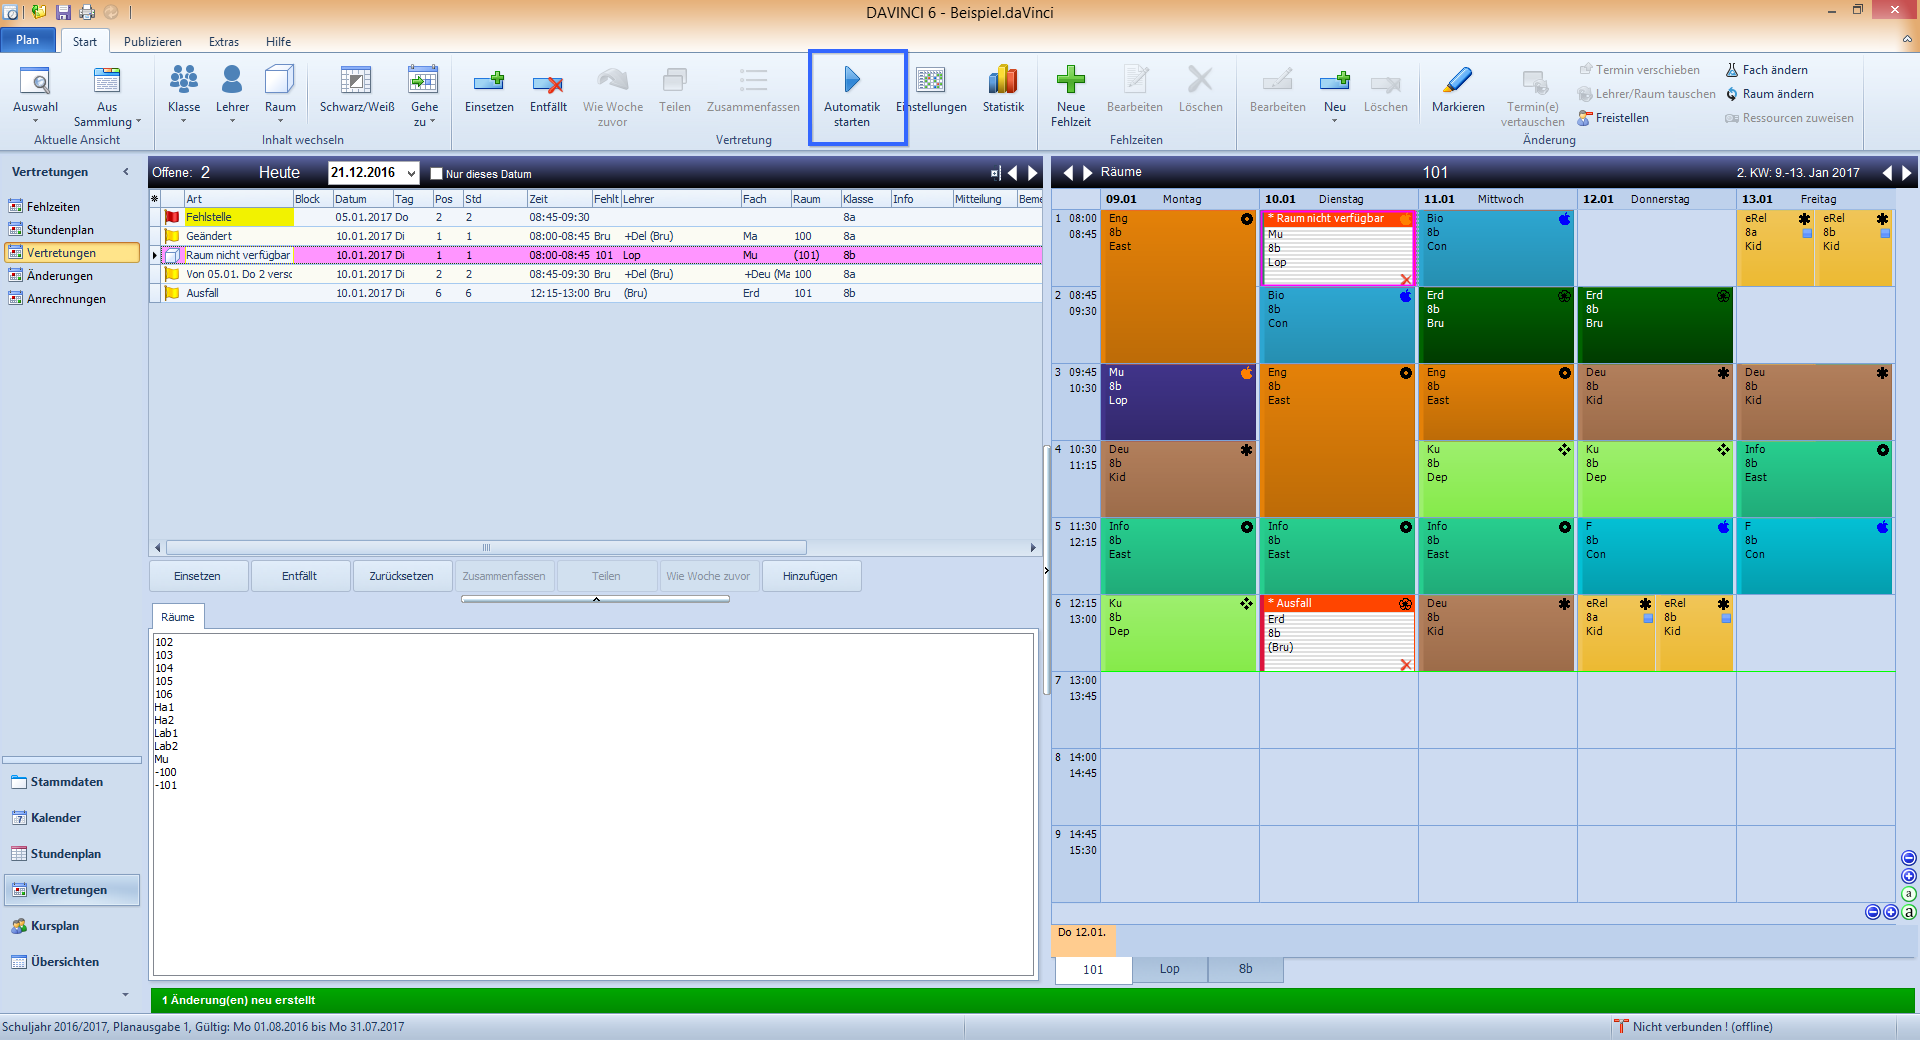 DAVINCI 6 - Beispiel.daVinci
Plan
Start
Publizieren
Extras
Hilfe
Auswahl
Aus Sammlung
Aktuelle Ansicht
Klasse
Lehrer
Raum
Schwarz/Weiß
Gehe zu
Inhalt wechseln
Einsetzen
Entfällt
Wie Woche zuvor
Teilen
Zusammenfassen
Automatik starten
Einstellungen
Statistik
Vertretung
Neue Fehlzeit
Bearbeiten
Löschen
Fehlzeiten
Bearbeiten
Neu
Löschen
Markieren
Termin(e) vertauschen
Termin verschieben
Lehrer/Raum tauschen
Freistellen
Fach ändern
Raum ändern
Ressourcen zuweisen
Änderung
Vertretungen
Fehlzeiten
Stundenplan
Vertretungen
Änderungen
Anrechnungen
Stammdaten
Kalender
Stundenplan
Vertretungen
Kursplan
Übersichten
Offene: 2 Heute 21.12.2016 Nur dieses Datum
Art Block Datum Tag Pos Std Zeit Fehlt Lehrer Fach Raum Klasse Info Mitteilung Beme
Fehlstelle 05.01.2017 Do 2 2 08:45-09:30 8a
Geändert 10.01.2017 Di 1 1 08:00-08:45 Bru +Del (Bru) Ma 100 8a
Raum nicht verfügbar 10.01.2017 Di 1 1 08:00-08:45 101 Lop Mu (101) 8b
Von 05.01. Do 2 versc 10.01.2017 Di 2 2 08:45-09:30 Bru +Del (Bru) +Deu (Ma 100 8a
Ausfall 10.01.2017 Di 6 6 12:15-13:00 Bru (Bru) Erd 101 8b
Einsetzen
Entfällt
Zurücksetzen
Zusammenfassen
Teilen
Wie Woche zuvor
Hinzufügen
Räume
102
103
104
105
106
Ha1
Ha2
Lab1
Lab2
Mu
-100
-101
Räume 101 2. KW: 9.-13. Jan 2017
09.01 Montag 10.01 Dienstag 11.01 Mittwoch 12.01 Donnerstag 13.01 Freitag
1 08:00 Eng * Raum nicht verfügbar Bio eRel eRel
08:45 8b Mu 8b 8a 8b
East 8b Con Kid Kid
Lop
2 08:45 Bio Erd Erd
09:30 8b 8b 8b
Con Bru Bru
3 09:45 Mu Eng Eng Deu Deu
10:30 8b 8b 8b 8b 8b
Lop East East Kid Kid
4 10:30 Deu Ku Ku Info
11:15 8b 8b 8b 8b
Kid Dep Dep East
5 11:30 Info Info Info F F
12:15 8b 8b 8b 8b 8b
East East East Con Con
6 12:15 Ku * Ausfall Deu eRel eRel
13:00 8b Erd 8b 8a 8b
Dep 8b Kid Kid Kid
(Bru)
7 13:00
13:45
8 14:00
14:45
9 14:45
15:30
a
a
Do 12.01.
101
Lop
8b
1 Änderung(en) neu erstellt
Schuljahr 2016/2017, Planausgabe 1, Gültig: Mo 01.08.2016 bis Mo 31.07.2017
Nicht verbunden ! (offline)